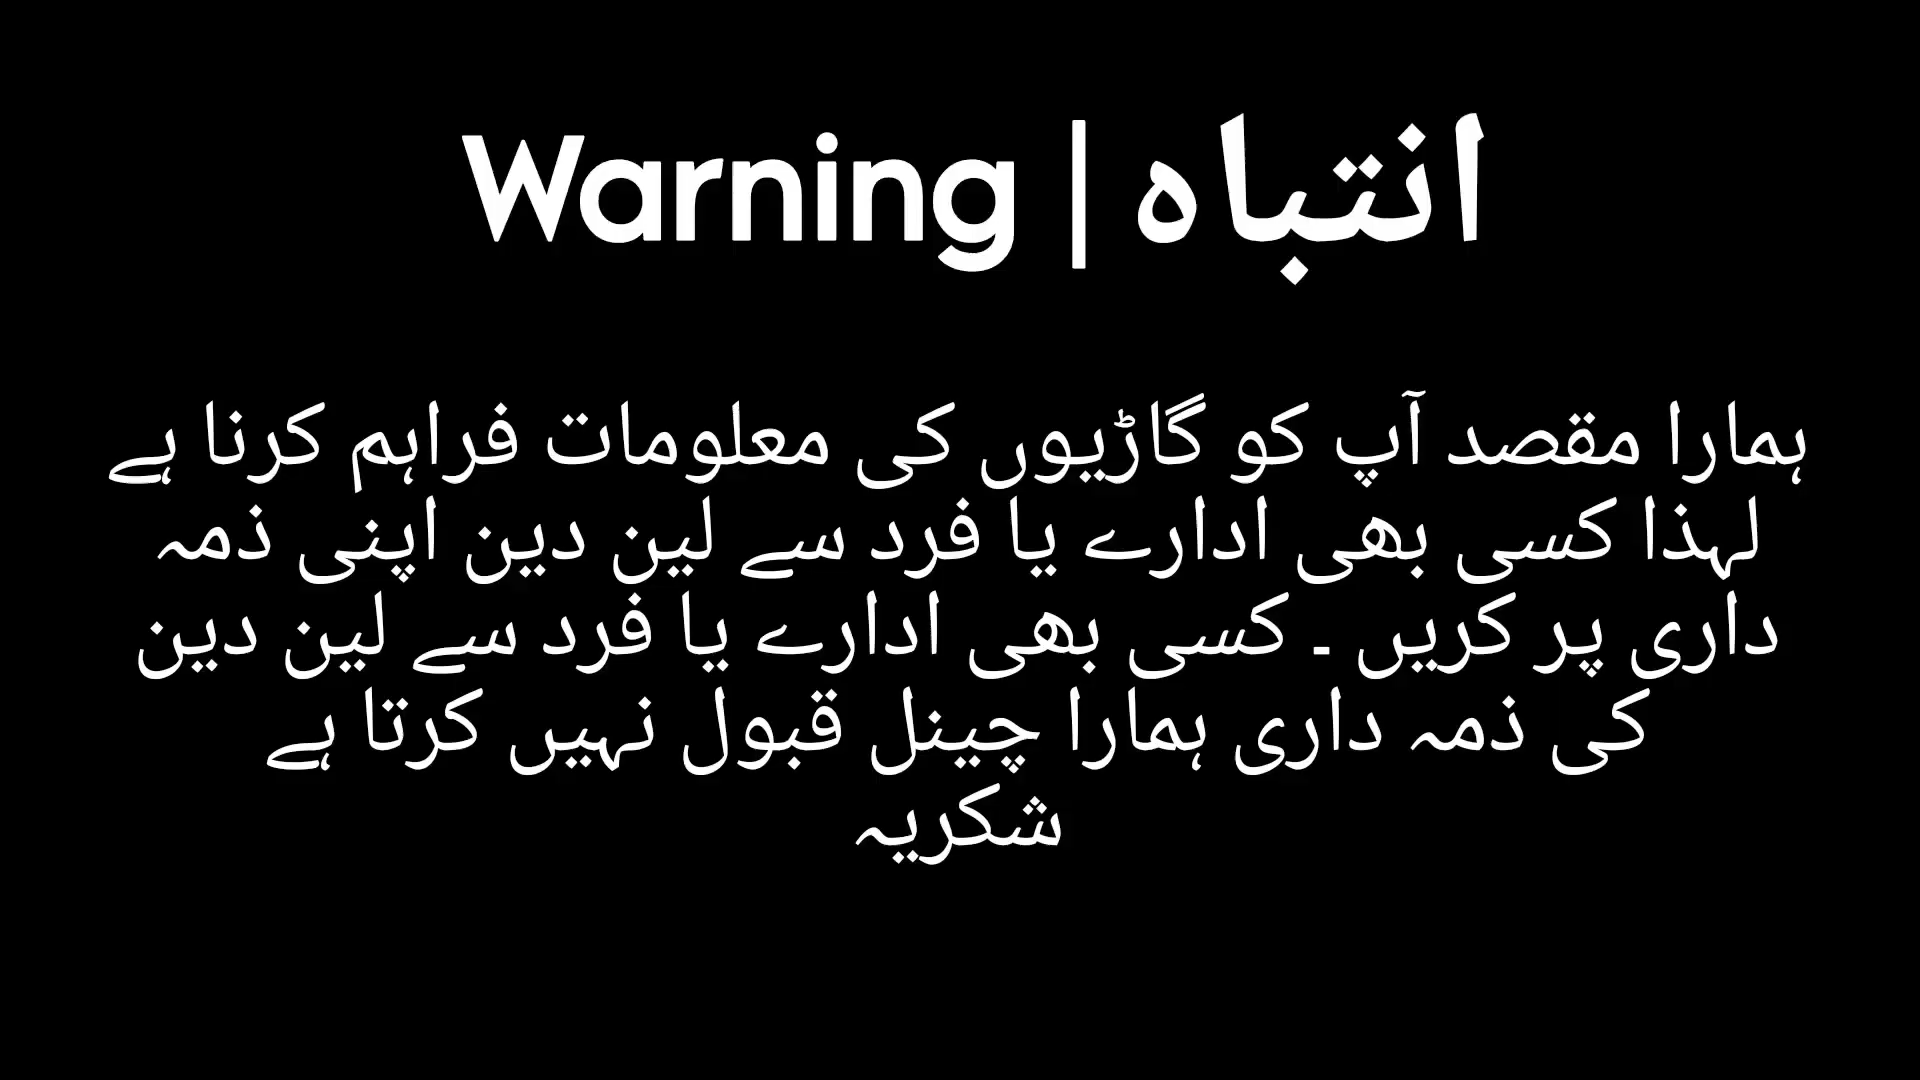 Warning | انتباہ
ہمارا مقصد آپ کو گاڑیوں کی معلومات فراہم کرنا ہے
لہذا کسی بھی ادارے یا فرد سے لین دین اپنی ذمہ
داری پر کریں ۔ کسی بھی ادارے یا فرد سے لین دین
کی ذمہ داری ہمارا چینل قبول نہیں کرتا ہے
شکریہ